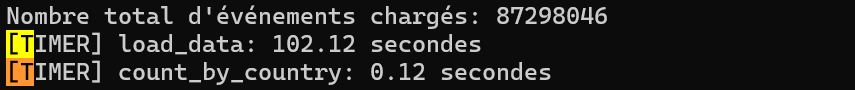 Nombre total d'événements chargés: 87298046
[TIMER] load_data: 102.12 secondes
[TIMER] count_by_country: 0.12 secondes